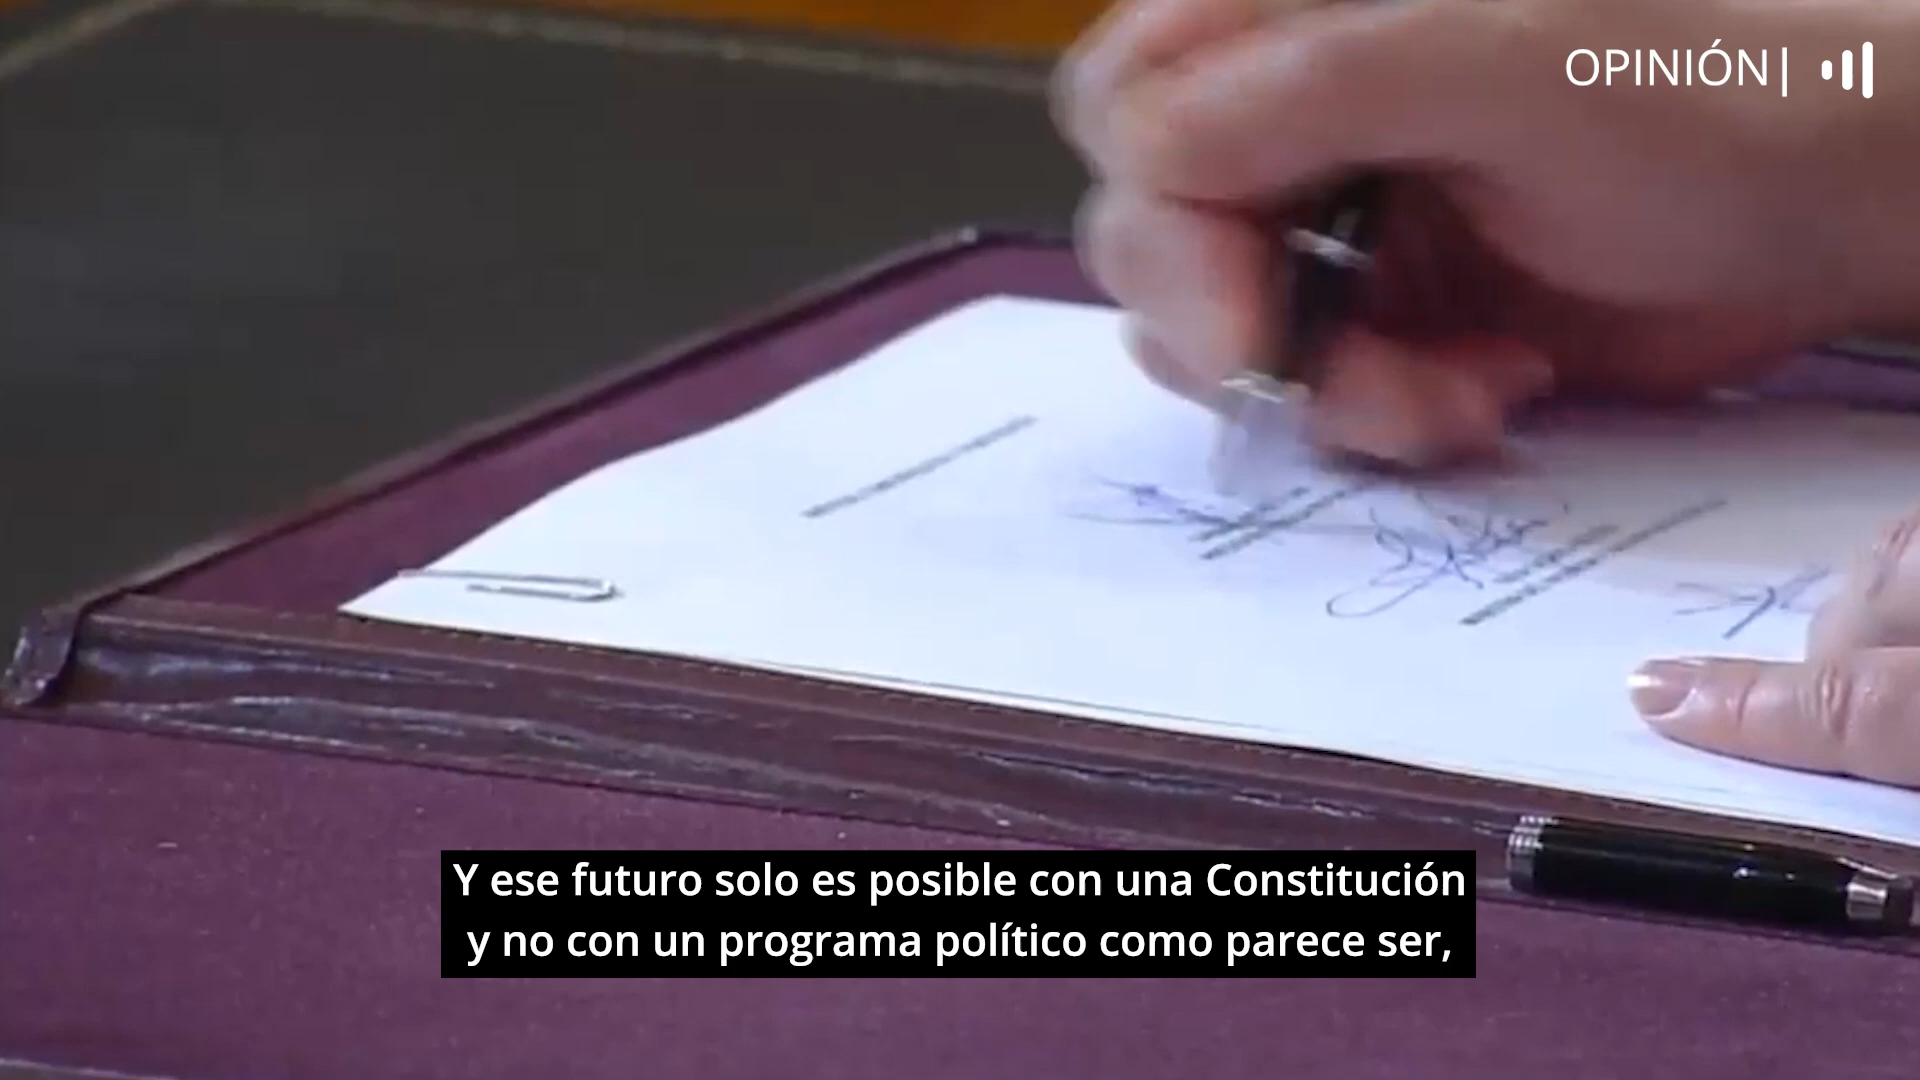 OPINIÓN|
Y ese futuro solo es posible con una Constitución
y no con un programa político como parece ser,